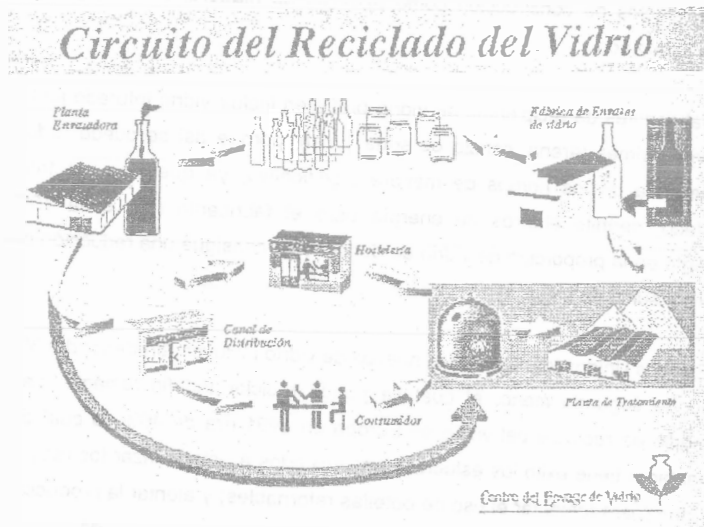 Circuito del Reciclado del Vidrio
Planta
Envasadora
Fábrica de Envases
de vidrio
Hostelería
Canal de
Distribución
Consumidor
Planta de Tratamiento
Centro del Envase de Vidrio